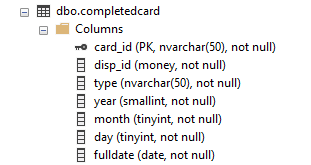 dbo.completedcard
Columns
card_id (PK, nvarchar(50), not null)
disp_id (money, not null)
type (nvarchar(50), not null)
year (smallint, not null)
month (tinyint, not null)
day (tinyint, not null)
fulldate (date, not null)